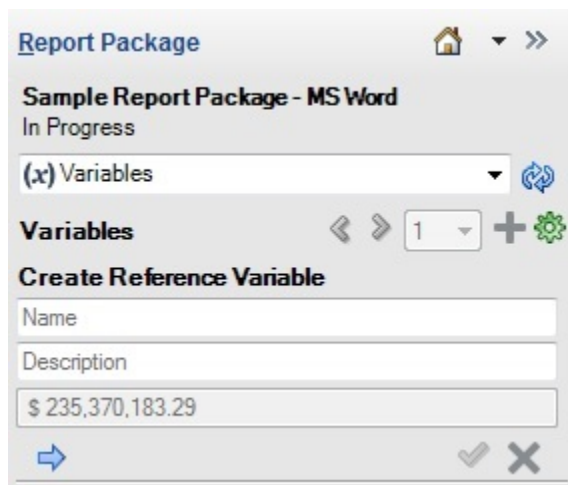 Report Package
Sample Report Package - MS Word
In Progress
(x) Variables
Variables 1
Create Reference Variable
Name
Description
$ 235,370,183.29